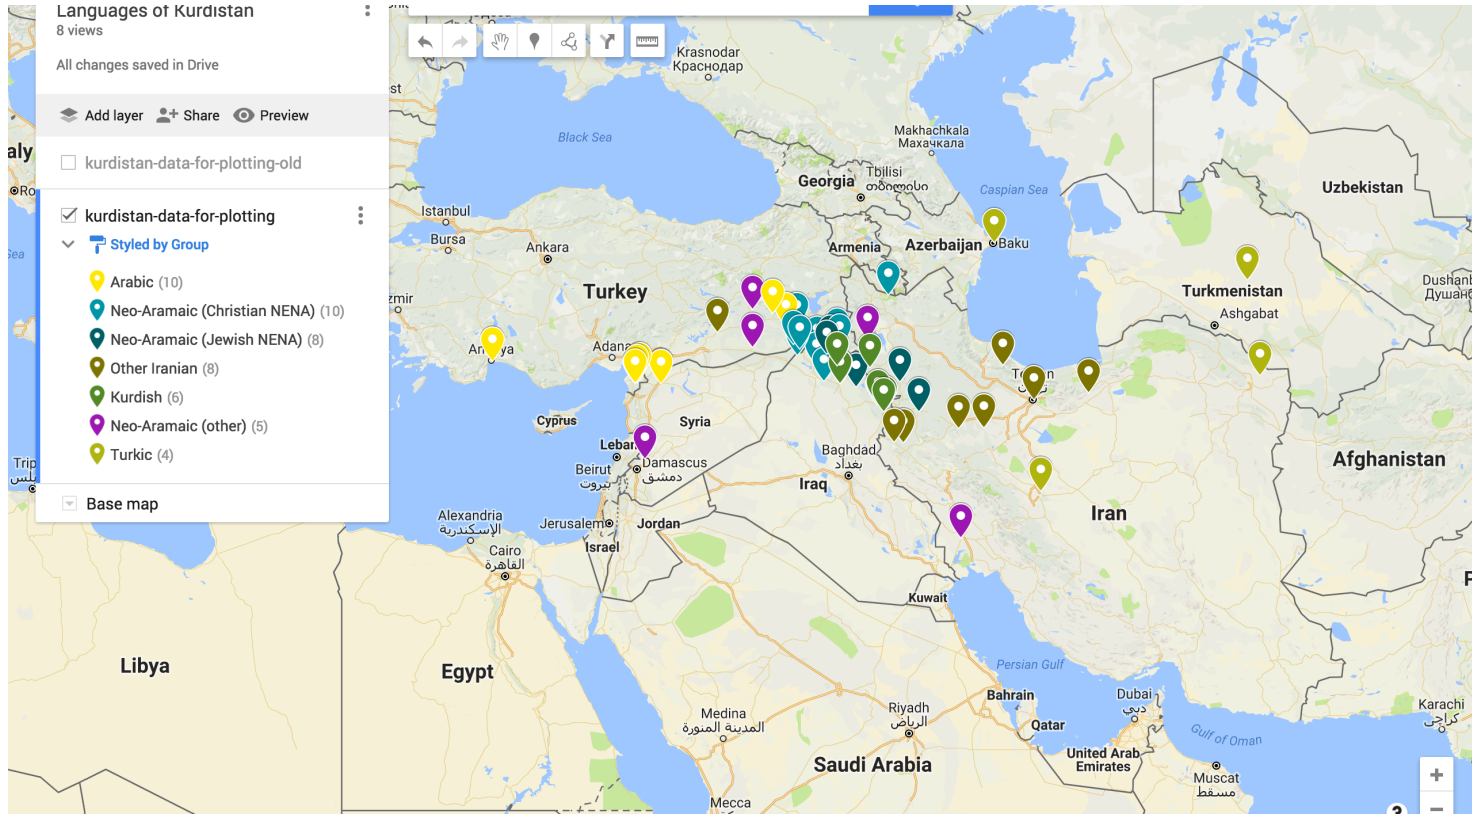 Languages of Kurdistan
8 views
All changes saved in Drive
Add layer
Share
Preview
kurdistan-data-for-plotting-old
kurdistan-data-for-plotting
Styled by Group
Arabic (10)
Neo-Aramaic (Christian NENA) (10)
Neo-Aramaic (Jewish NENA) (8)
Other Iranian (8)
Kurdish (6)
Neo-Aramaic (other) (5)
Turkic (4)
Base map
Krasnodar
Краснодар
Black Sea
Makhachkala
Махачкала
Georgia
Tbilisi
თბილისი
Caspian Sea
Uzbekistan
Istanbul
Bursa
Ankara
Armenia
Azerbaijan
Baku
Turkey
Turkmenistan
Ashgabat
Adana
Cyprus
Syria
Beirut
بيروت
Damascus
دمشق
Baghdad
بغداد
Iraq
Iran
Afghanistan
Alexandria
الإسكندرية
Cairo
القاهرة
Jerusalem
Israel
Jordan
Kuwait
Libya
Egypt
Persian Gulf
Bahrain
Qatar
Dubai
دبي
Medina
المدينة المنورة
Riyadh
الرياض
Saudi Arabia
United Arab
Emirates
Gulf of Oman
Muscat
مسقط
Karachi
كراچى
Mecca